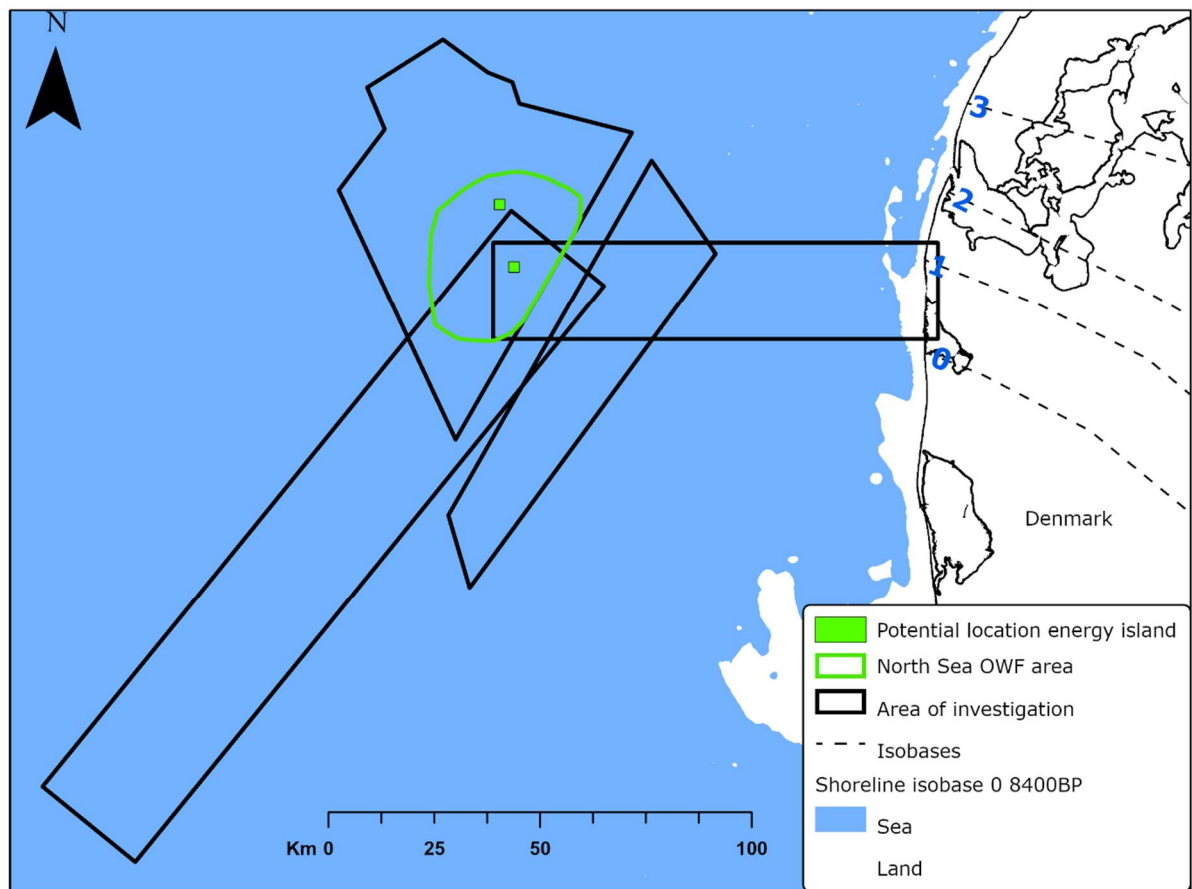 N
3
2
1
0
Denmark
Potential location energy island
North Sea OWF area
Area of investigation
Isobases
Shoreline isobase 0 8400BP
Sea
Land
Km 0 25 50 100